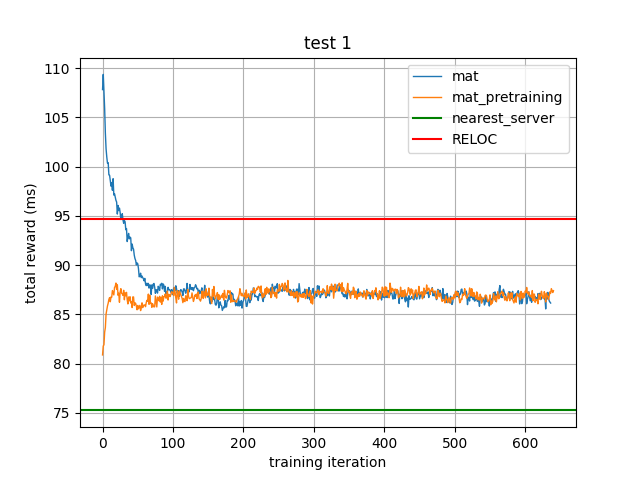 test 1
total reward (ms)
110
105
100
95
90
85
80
75
mat
mat_pretraining
nearest_server
RELOC
0 100 200 300 400 500 600
training iteration